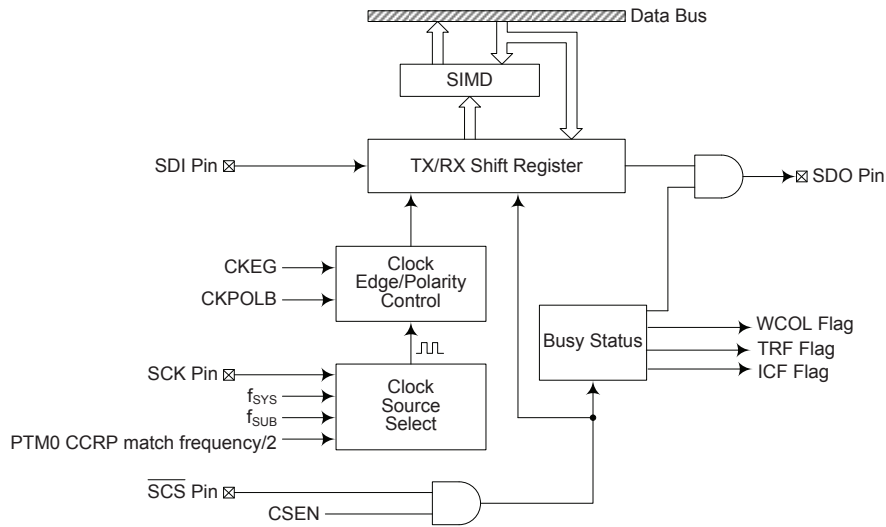 Data Bus
SIMD
SDI Pin
TX/RX Shift Register
SDO Pin
CKEG
CKPOLB
Clock
Edge/Polarity
Control
Busy Status
WCOL Flag
TRF Flag
ICF Flag
SCK Pin
fSYS
fSUB
PTM0 CCRP match frequency/2
Clock
Source
Select
SCS Pin
CSEN